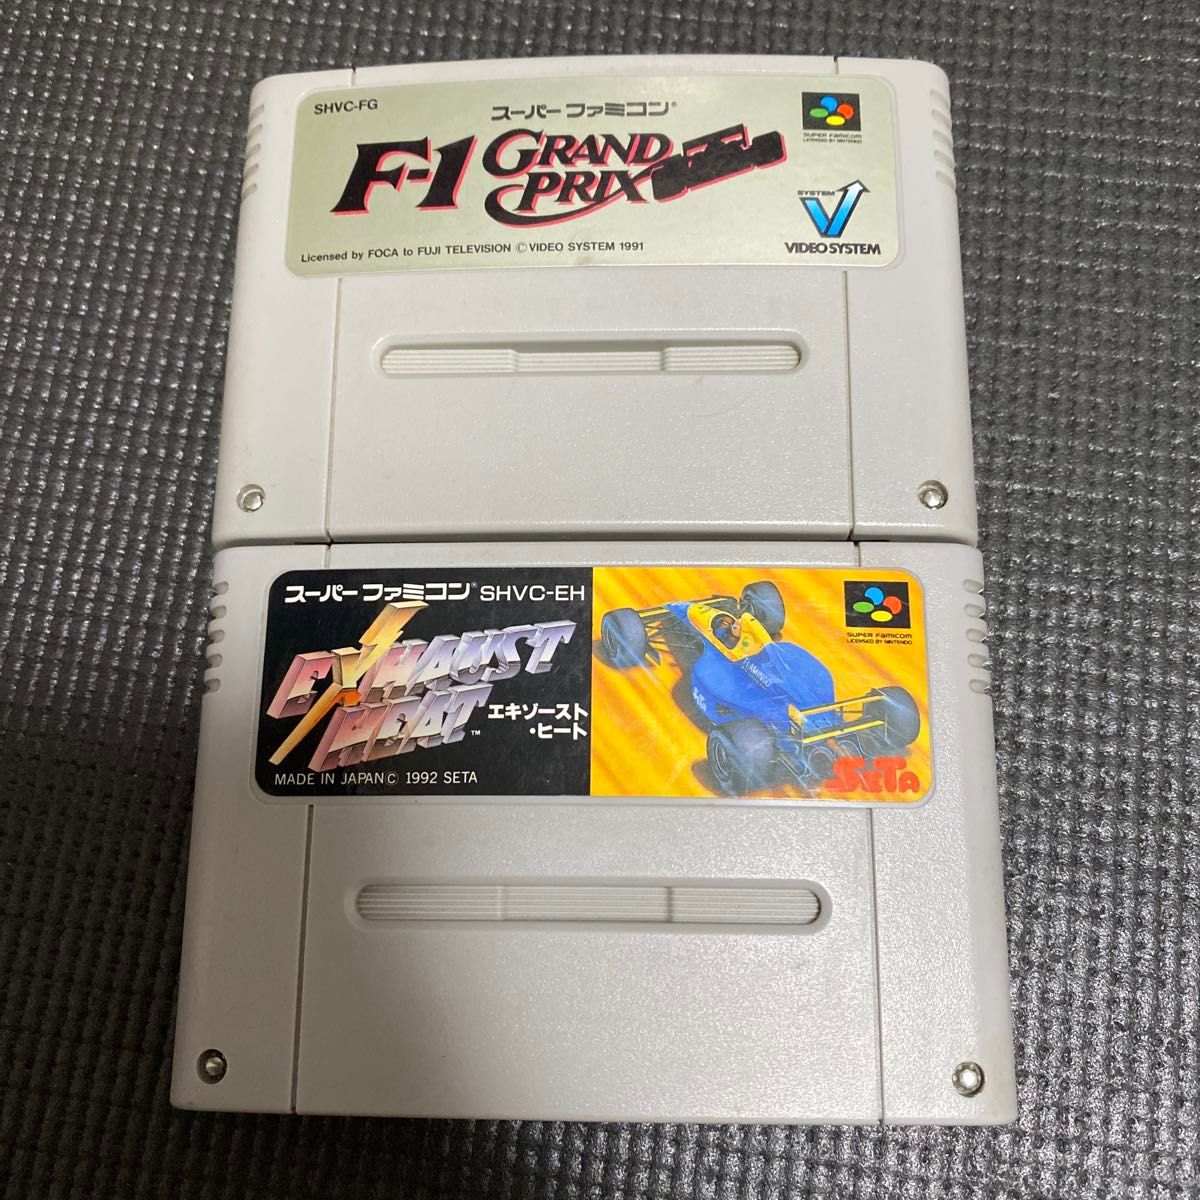 SHVC-FG
スーパーファミコン®
SUPER FAMICOM
LICENSED BY NINTENDO
F-1 GRAND PRIX
SYSTEM
V
VIDEO SYSTEM
Licensed by FOCA to FUJI TELEVISION © VIDEO SYSTEM 1991
スーパーファミコン® SHVC-EH
EXHAUST
HEAT™
エキゾースト
・ヒート
MADE IN JAPAN © 1992 SETA
SUPER FAMICOM
LICENSED BY NINTENDO
FLAMINGO
SETA